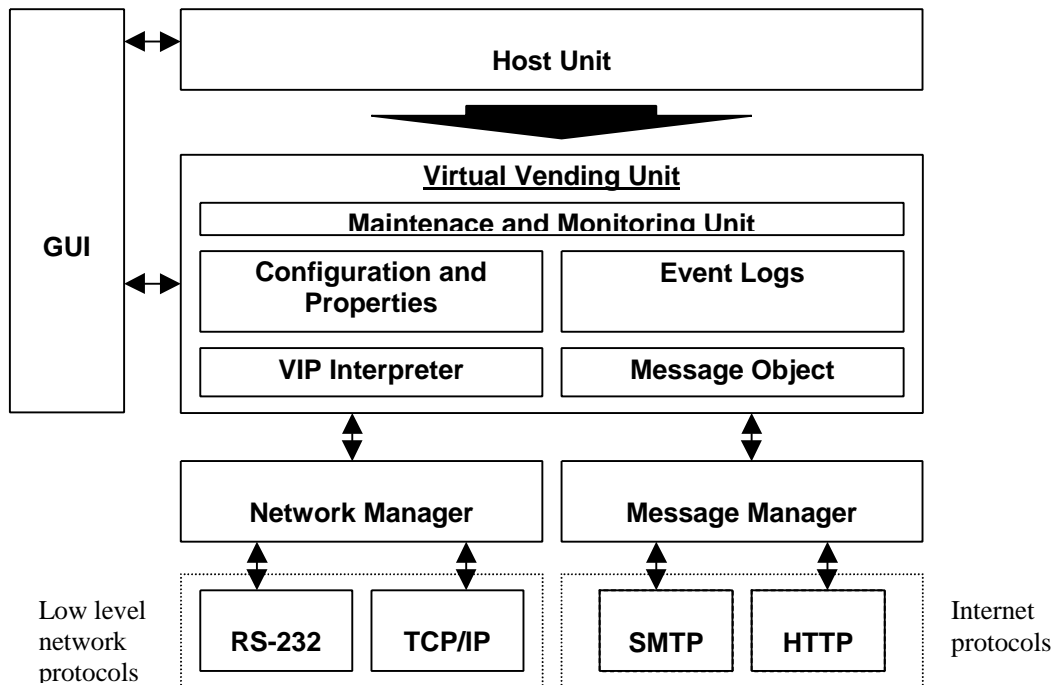 Host Unit
GUI
Virtual Vending Unit
Maintenace and Monitoring Unit
Configuration and
Properties
Event Logs
VIP Interpreter
Message Object
Network Manager
Message Manager
Low level
network
protocols
RS-232
TCP/IP
SMTP
HTTP
Internet
protocols